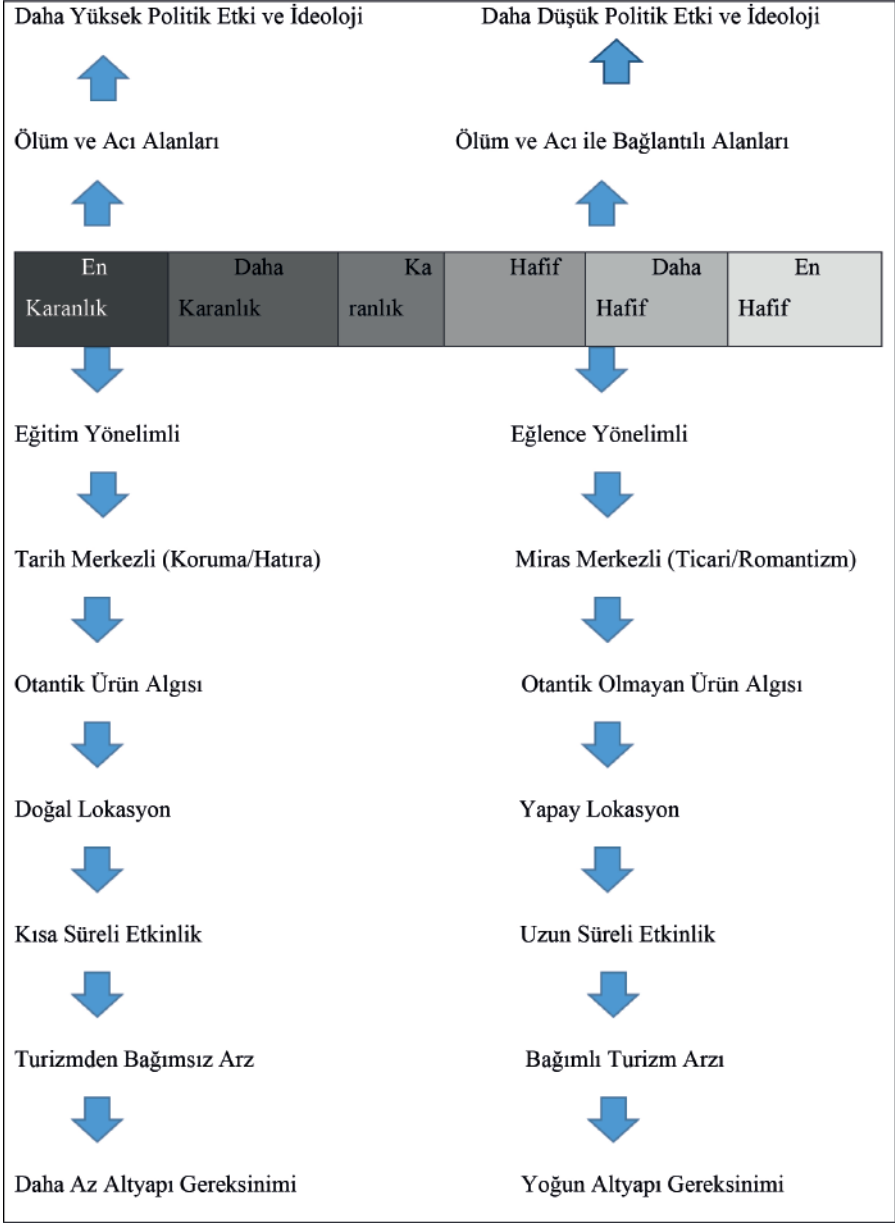 Daha Yüksek Politik Etki ve İdeoloji
Daha Düşük Politik Etki ve İdeoloji
Ölüm ve Acı Alanları
Ölüm ve Acı ile Bağlantılı Alanları
En
Karanlık
Daha
Karanlık
Ka
ranlık
Hafif
Daha
Hafif
En
Hafif
Eğitim Yönelimli
Eğlence Yönelimli
Tarih Merkezli (Koruma/Hatıra)
Miras Merkezli (Ticari/Romantizm)
Otantik Ürün Algısı
Otantik Olmayan Ürün Algısı
Doğal Lokasyon
Yapay Lokasyon
Kısa Süreli Etkinlik
Uzun Süreli Etkinlik
Turizmden Bağımsız Arz
Bağımlı Turizm Arzı
Daha Az Altyapı Gereksinimi
Yoğun Altyapı Gereksinimi